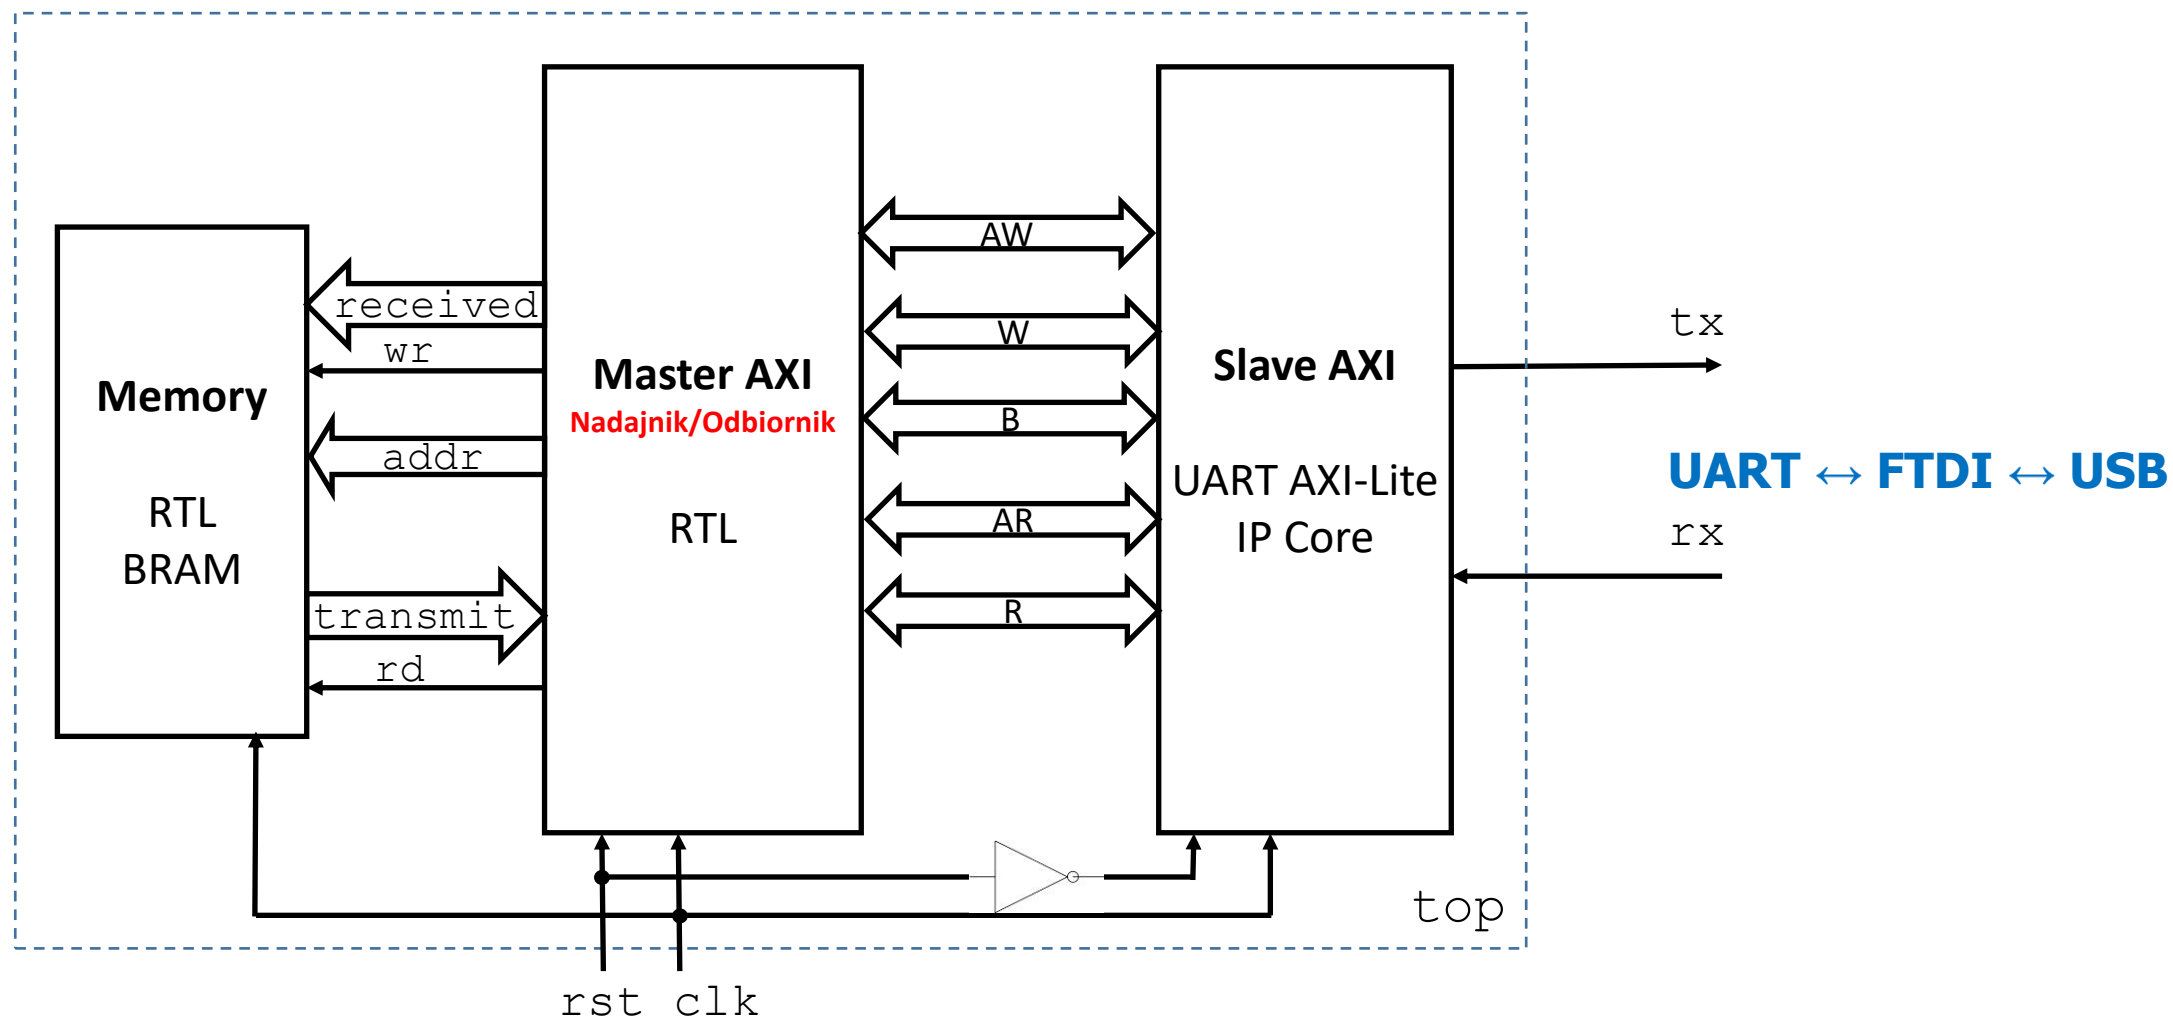 Memory
RTL
BRAM
received
wr
addr
transmit
rd
Master AXI
Nadajnik/Odbiornik
RTL
AW
W
B
AR
R
Slave AXI
UART AXI-Lite
IP Core
tx
UART ↔ FTDI ↔ USB
rx
top
rst clk